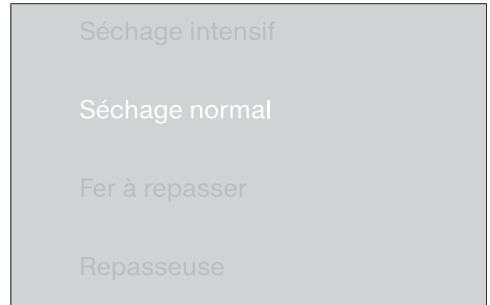 Séchage intensif
Séchage normal
Fer à repasser
Repasseuse